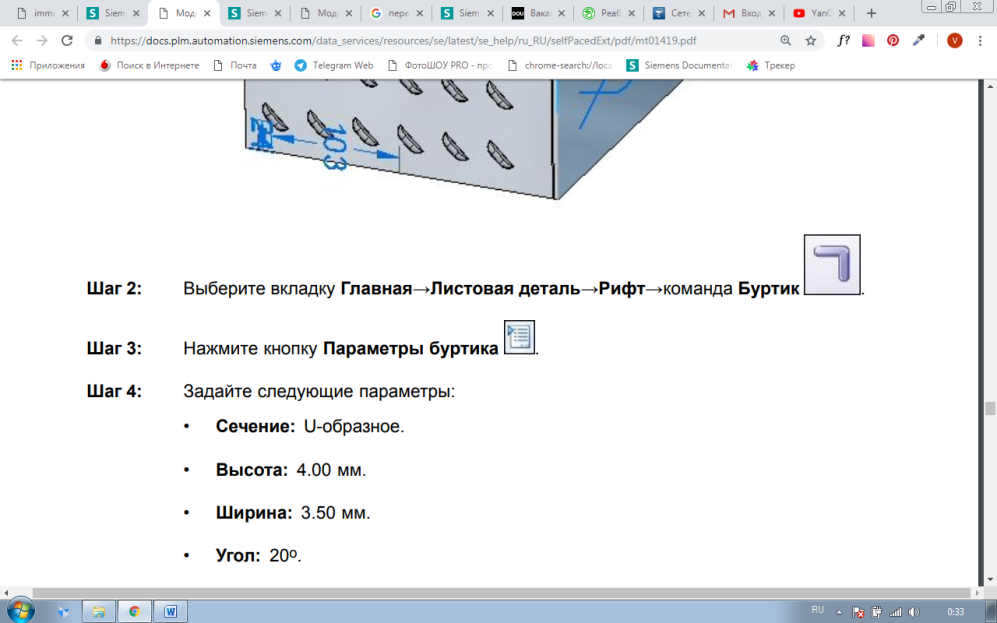 imm
Siem
Мод
Siem
Мод
пере
Siem
DOU Вака
Реаб
Сете
Вход
YanG
https://docs.plm.automation.siemens.com/data_services/resources/se/latest/se_help/ru_RU/selfPacedExt/pdf/mt01419.pdf
f?
V
Приложения
Поиск в Интернете
Почта
Telegram Web
ФотоШОУ PRO - про
chrome-search://loca
Siemens Documentat
Трекер
103
Шаг 2: Выберите вкладку Главная→Листовая деталь→Рифт→команда Буртик.
Шаг 3: Нажмите кнопку Параметры буртика.
Шаг 4: Задайте следующие параметры:
• Сечение: U-образное.
• Высота: 4.00 мм.
• Ширина: 3.50 мм.
• Угол: 20º.
RU
0:33